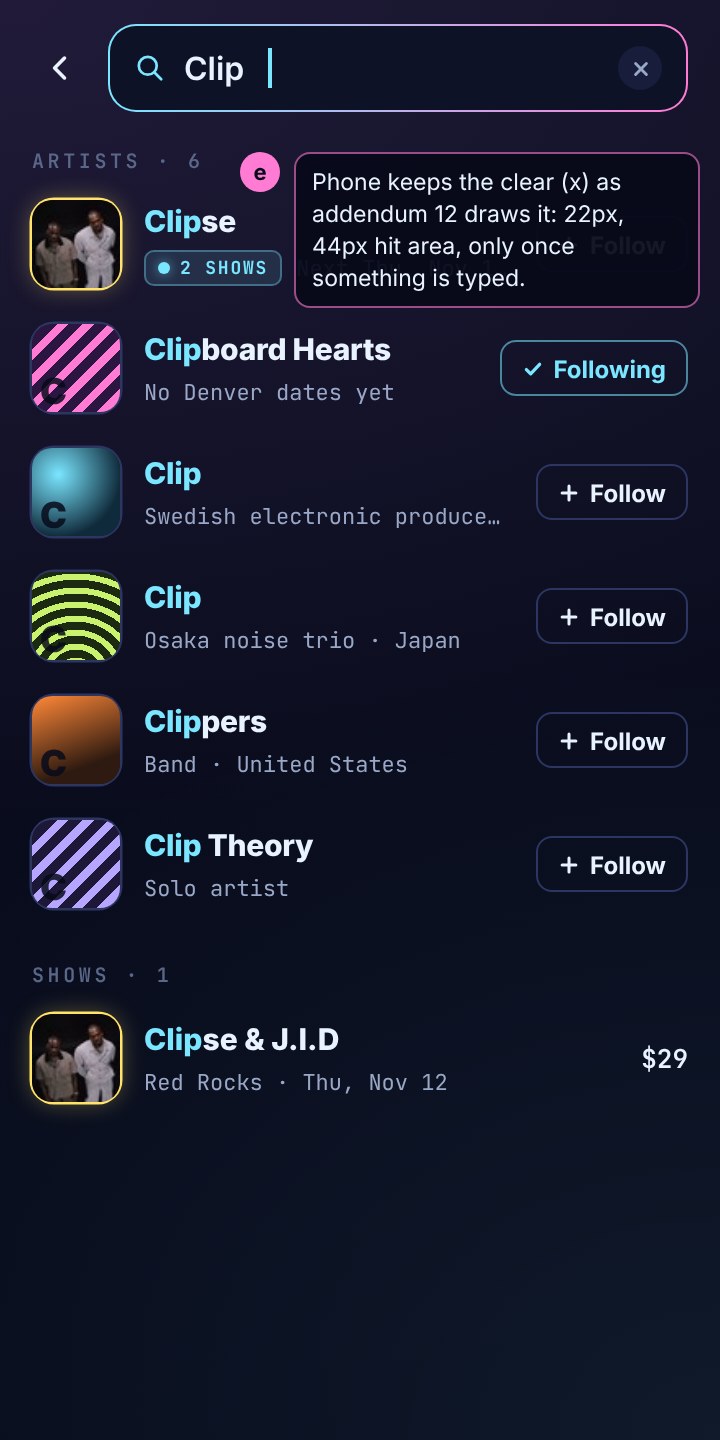 Clip
ARTISTS · 6
e
Phone keeps the clear (x) as
addendum 12 draws it: 22px,
44px hit area, only once
something is typed.
Clipse
Follow
2 SHOWS
C
Clipboard Hearts
No Denver dates yet
Following
C
Clip
Swedish electronic produce…
+ Follow
C
Clip
Osaka noise trio · Japan
+ Follow
C
Clippers
Band · United States
+ Follow
C
Clip Theory
Solo artist
+ Follow
SHOWS · 1
Clipse & J.I.D
Red Rocks · Thu, Nov 12
$29